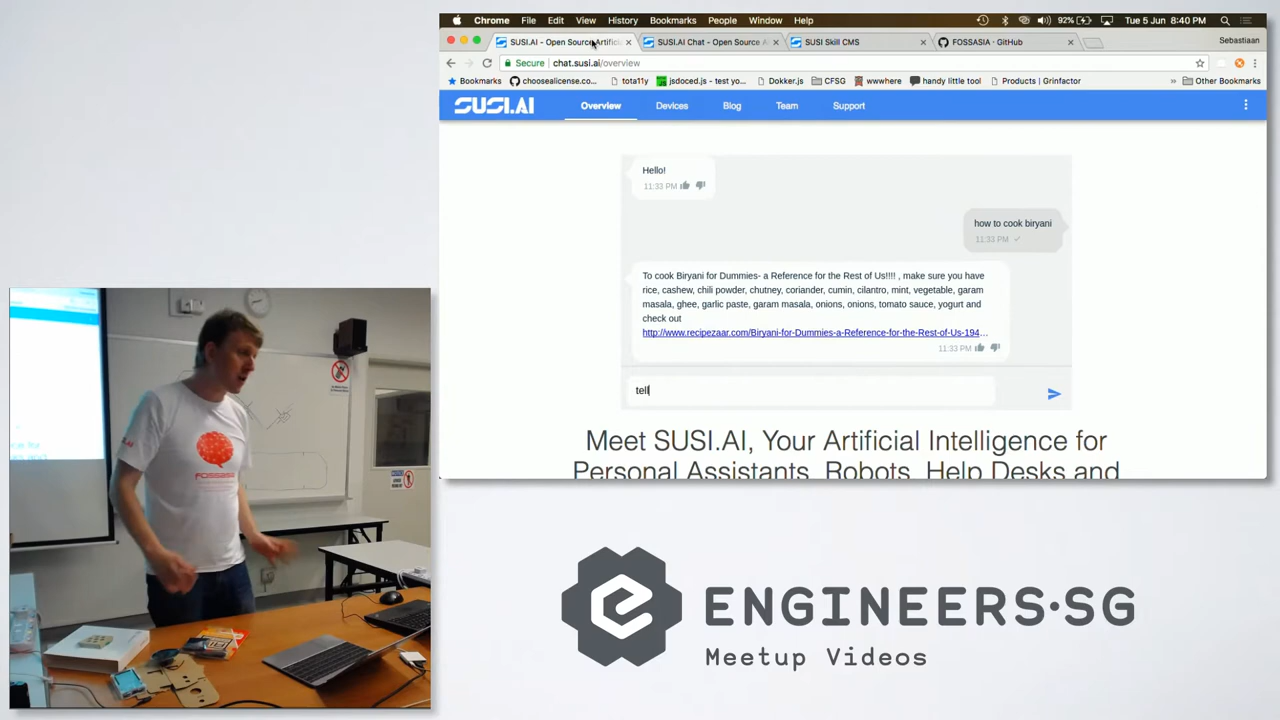 Chrome File Edit View History Bookmarks People Window Help 92% Tue 5 Jun 8:40 PM
SUSI.AI - Open Source Artific SUSI.AI Chat - Open Source A SUSI Skill CMS FOSSASIA · GitHub Sebastiaan
Secure chat.susi.ai/overview
Bookmarks choosealicense.co... tota11y jsdoced.js - test yo... Dokker.js CFSG wwwhere handy little tool Products | Grinfactor » Other Bookmarks
SUSI.AI Overview Devices Blog Team Support
Hello!
11:33 PM
how to cook biryani
11:33 PM
To cook Biryani for Dummies- a Reference for the Rest of Us!!!! , make sure you have
rice, cashew, chili powder, chutney, coriander, cumin, cilantro, mint, vegetable, garam
masala, ghee, garlic paste, garam masala, onions, onions, tomato sauce, yogurt and
check out
http://www.recipezaar.com/Biryani-for-Dummies-a-Reference-for-the-Rest-of-Us-194...
11:33 PM
tell
Meet SUSI.AI, Your Artificial Intelligence for
Personal Assistants, Robots, Help Desks and
FOSSASIA
ENGINEERS·SG
Meetup Videos